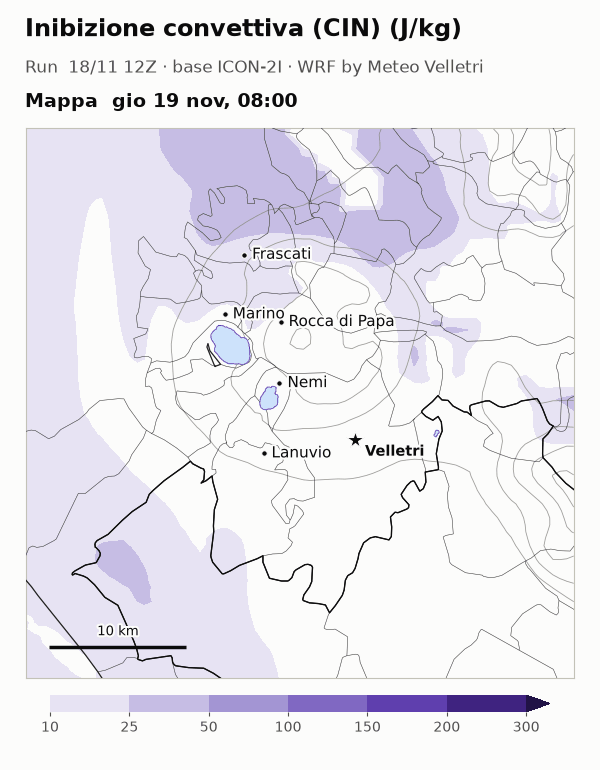 Inibizione convettiva (CIN) (J/kg)
Run 18/11 12Z · base ICON-2I · WRF by Meteo Velletri
Mappa gio 19 nov, 08:00
Frascati
Marino
Rocca di Papa
Nemi
Velletri
Lanuvio
10 km
10 25 50 100 150 200 300